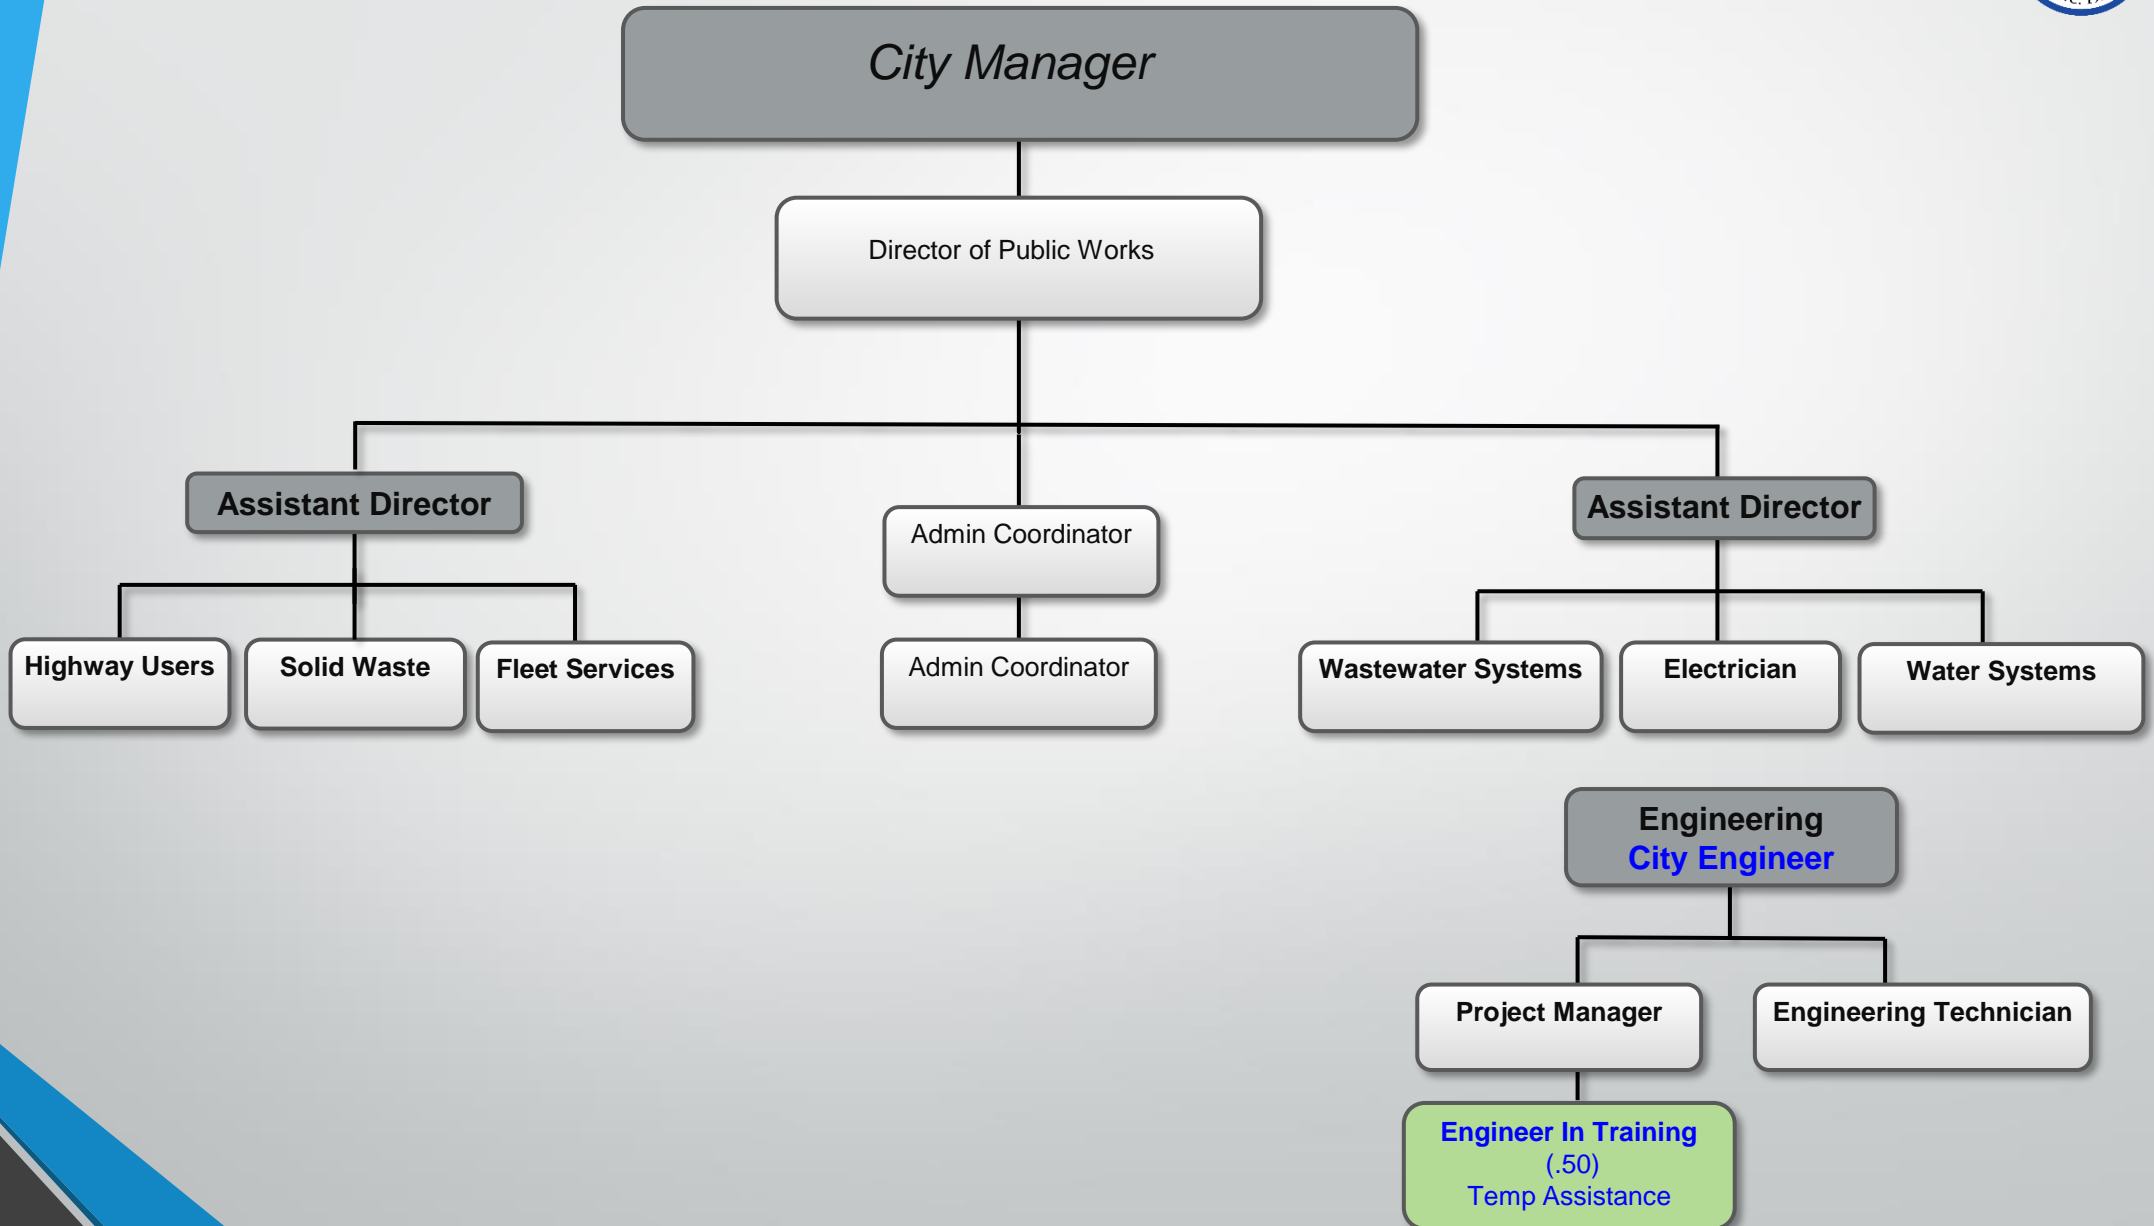 City Manager
Director of Public Works
Assistant Director
Admin Coordinator
Assistant Director
Highway Users
Solid Waste
Fleet Services
Admin Coordinator
Wastewater Systems
Electrician
Water Systems
Engineering
City Engineer
Project Manager
Engineering Technician
Engineer In Training
(.50)
Temp Assistance